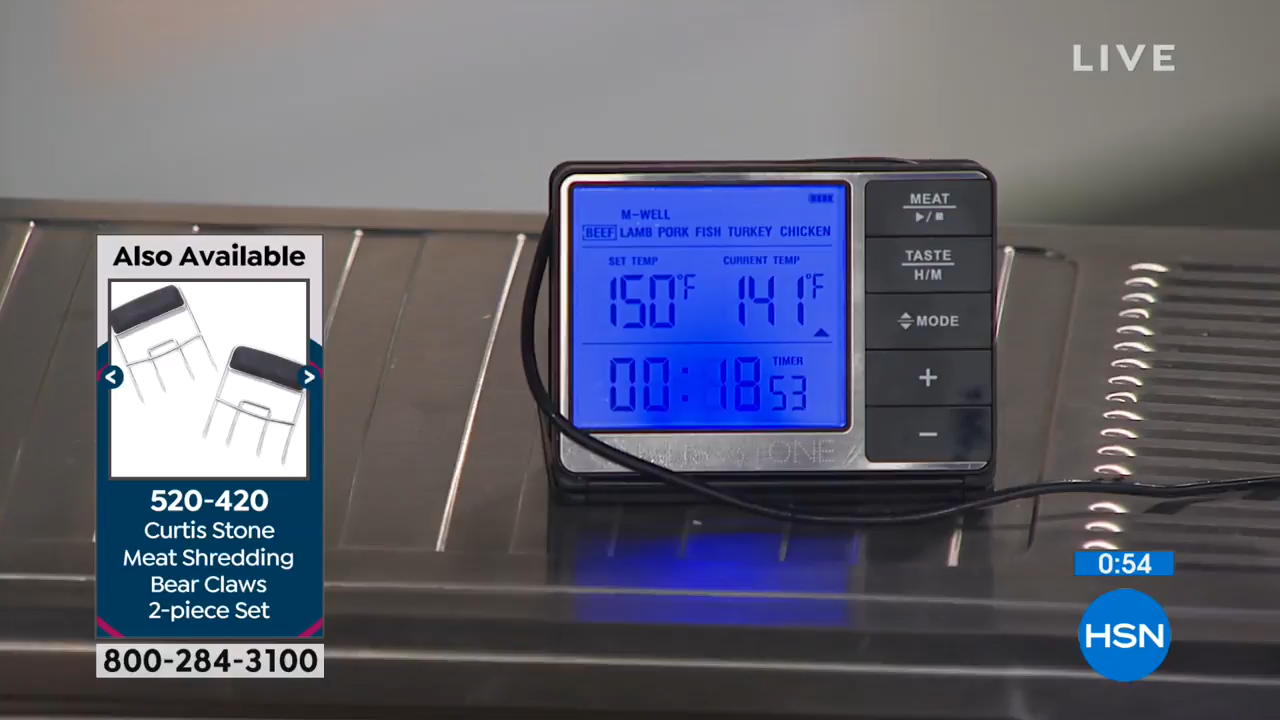 LIVE
M-WELL
BEEF LAMB PORK FISH TURKEY CHICKEN
SET TEMP CURRENT TEMP
150°F 141°F
TIMER
00:18 53
MEAT
TASTE
H/M
MODE
+
−
Also Available
520-420
Curtis Stone
Meat Shredding
Bear Claws
2-piece Set
800-284-3100
0:54
HSN